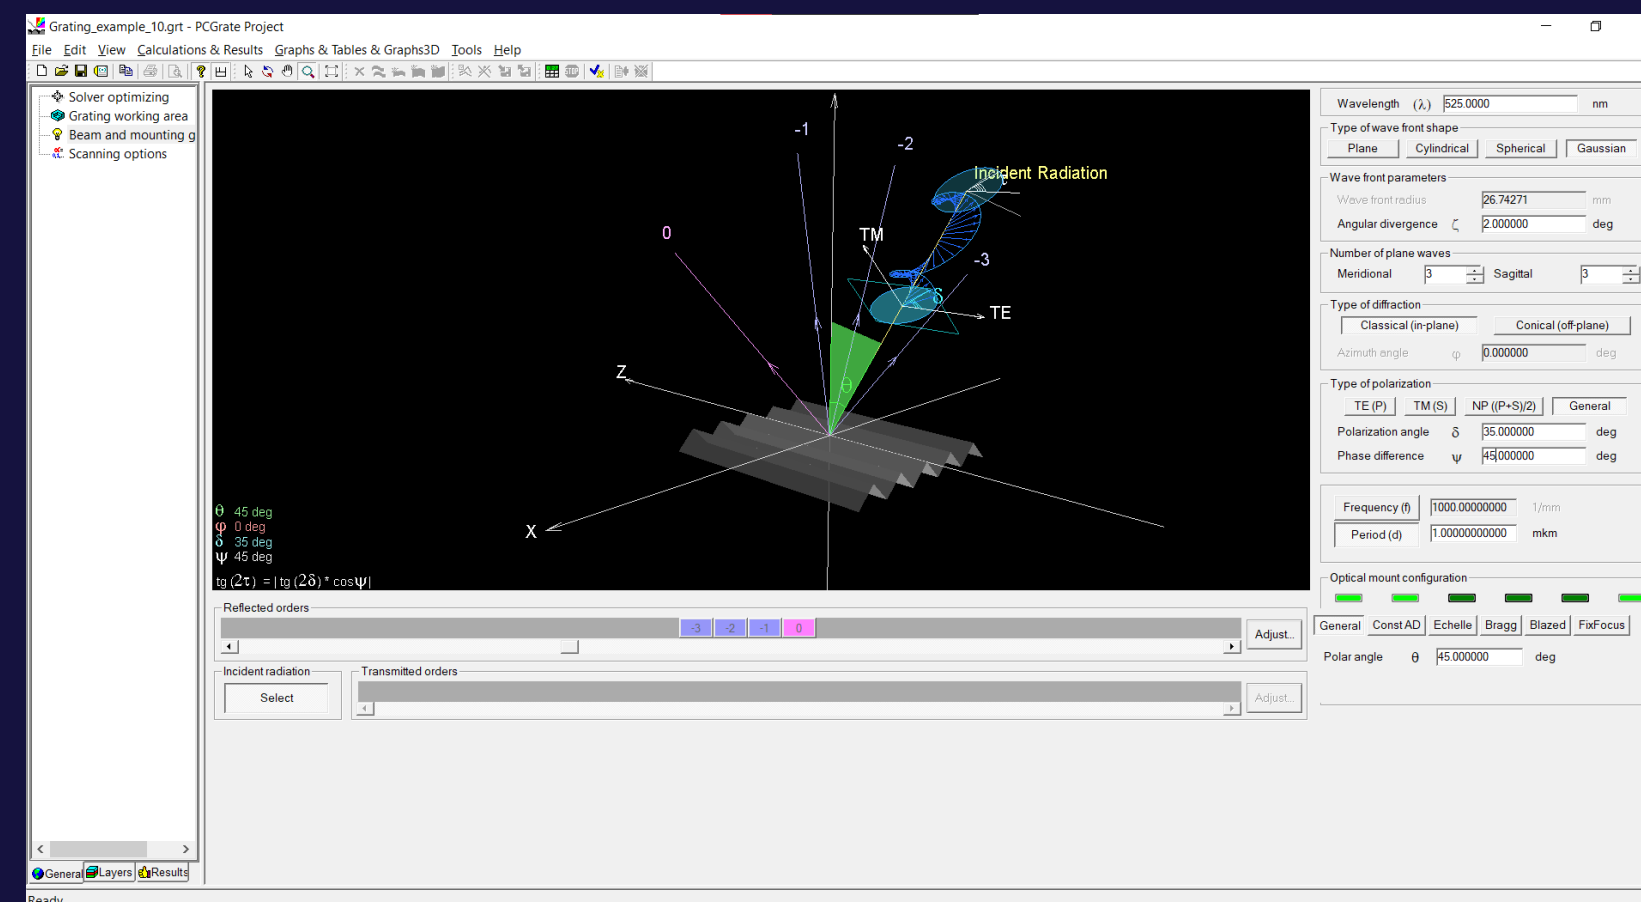 Grating_example_10.grt - PCGrate Project
File Edit View Calculations & Results Graphs & Tables & Graphs3D Tools Help
Solver optimizing
Grating working area
Beam and mounting g
Scanning options
General Layers Results
Ready
-1
-2
Incident Radiation
τ
0
TM
-3
δ
TE
Z
θ
X
θ 45 deg
φ 0 deg
δ 35 deg
ψ 45 deg
tg (2τ) = | tg (2δ) * cosψ |
Reflected orders
-3 -2 -1 0
Adjust...
Incident radiation
Select
Transmitted orders
Adjust...
Wavelength (λ) 525.0000 nm
Type of wave front shape
Plane Cylindrical Spherical Gaussian
Wave front parameters
Wave front radius 26.74271 mm
Angular divergence ζ 2.000000 deg
Number of plane waves
Meridional 3 Sagittal 3
Type of diffraction
Classical (in-plane) Conical (off-plane)
Azimuth angle φ 0.000000 deg
Type of polarization
TE (P) TM (S) NP ((P+S)/2) General
Polarization angle δ 35.000000 deg
Phase difference ψ 45.000000 deg
Frequency (f) 1000.00000000 1/mm
Period (d) 1.00000000000 mkm
Optical mount configuration
General Const AD Echelle Bragg Blazed FixFocus
Polar angle θ 45.000000 deg